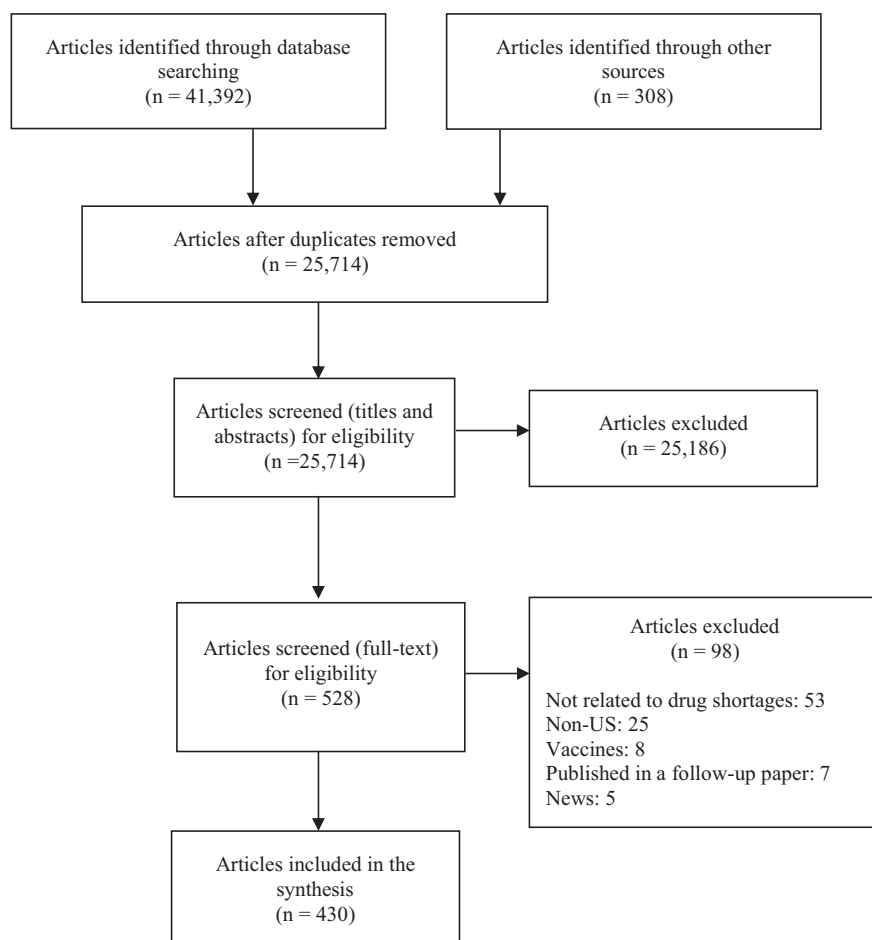 Articles identified through database
searching
(n = 41,392)
Articles identified through other
sources
(n = 308)
Articles after duplicates removed
(n = 25,714)
Articles screened (titles and
abstracts) for eligibility
(n =25,714)
Articles excluded
(n = 25,186)
Articles screened (full-text)
for eligibility
(n = 528)
Articles excluded
(n = 98)
Not related to drug shortages: 53
Non-US: 25
Vaccines: 8
Published in a follow-up paper: 7
News: 5
Articles included in the
synthesis
(n = 430)